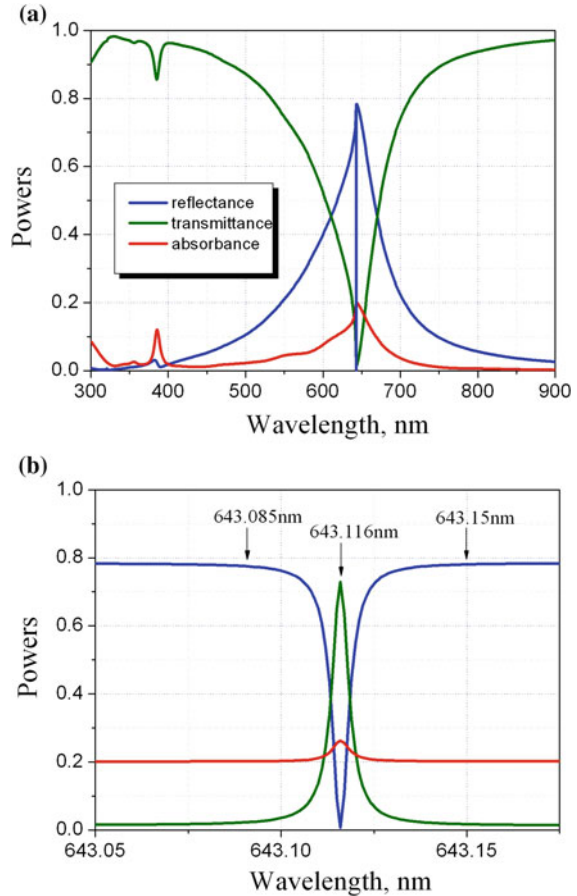 (a)
1.0
0.8
0.6
0.4
0.2
0.0
Powers
reflectance
transmittance
absorbance
300 400 500 600 700 800 900
Wavelength, nm
(b)
1.0
0.8
0.6
0.4
0.2
0.0
Powers
643.085nm
643.116nm
643.15nm
643.05 643.10 643.15
Wavelength, nm